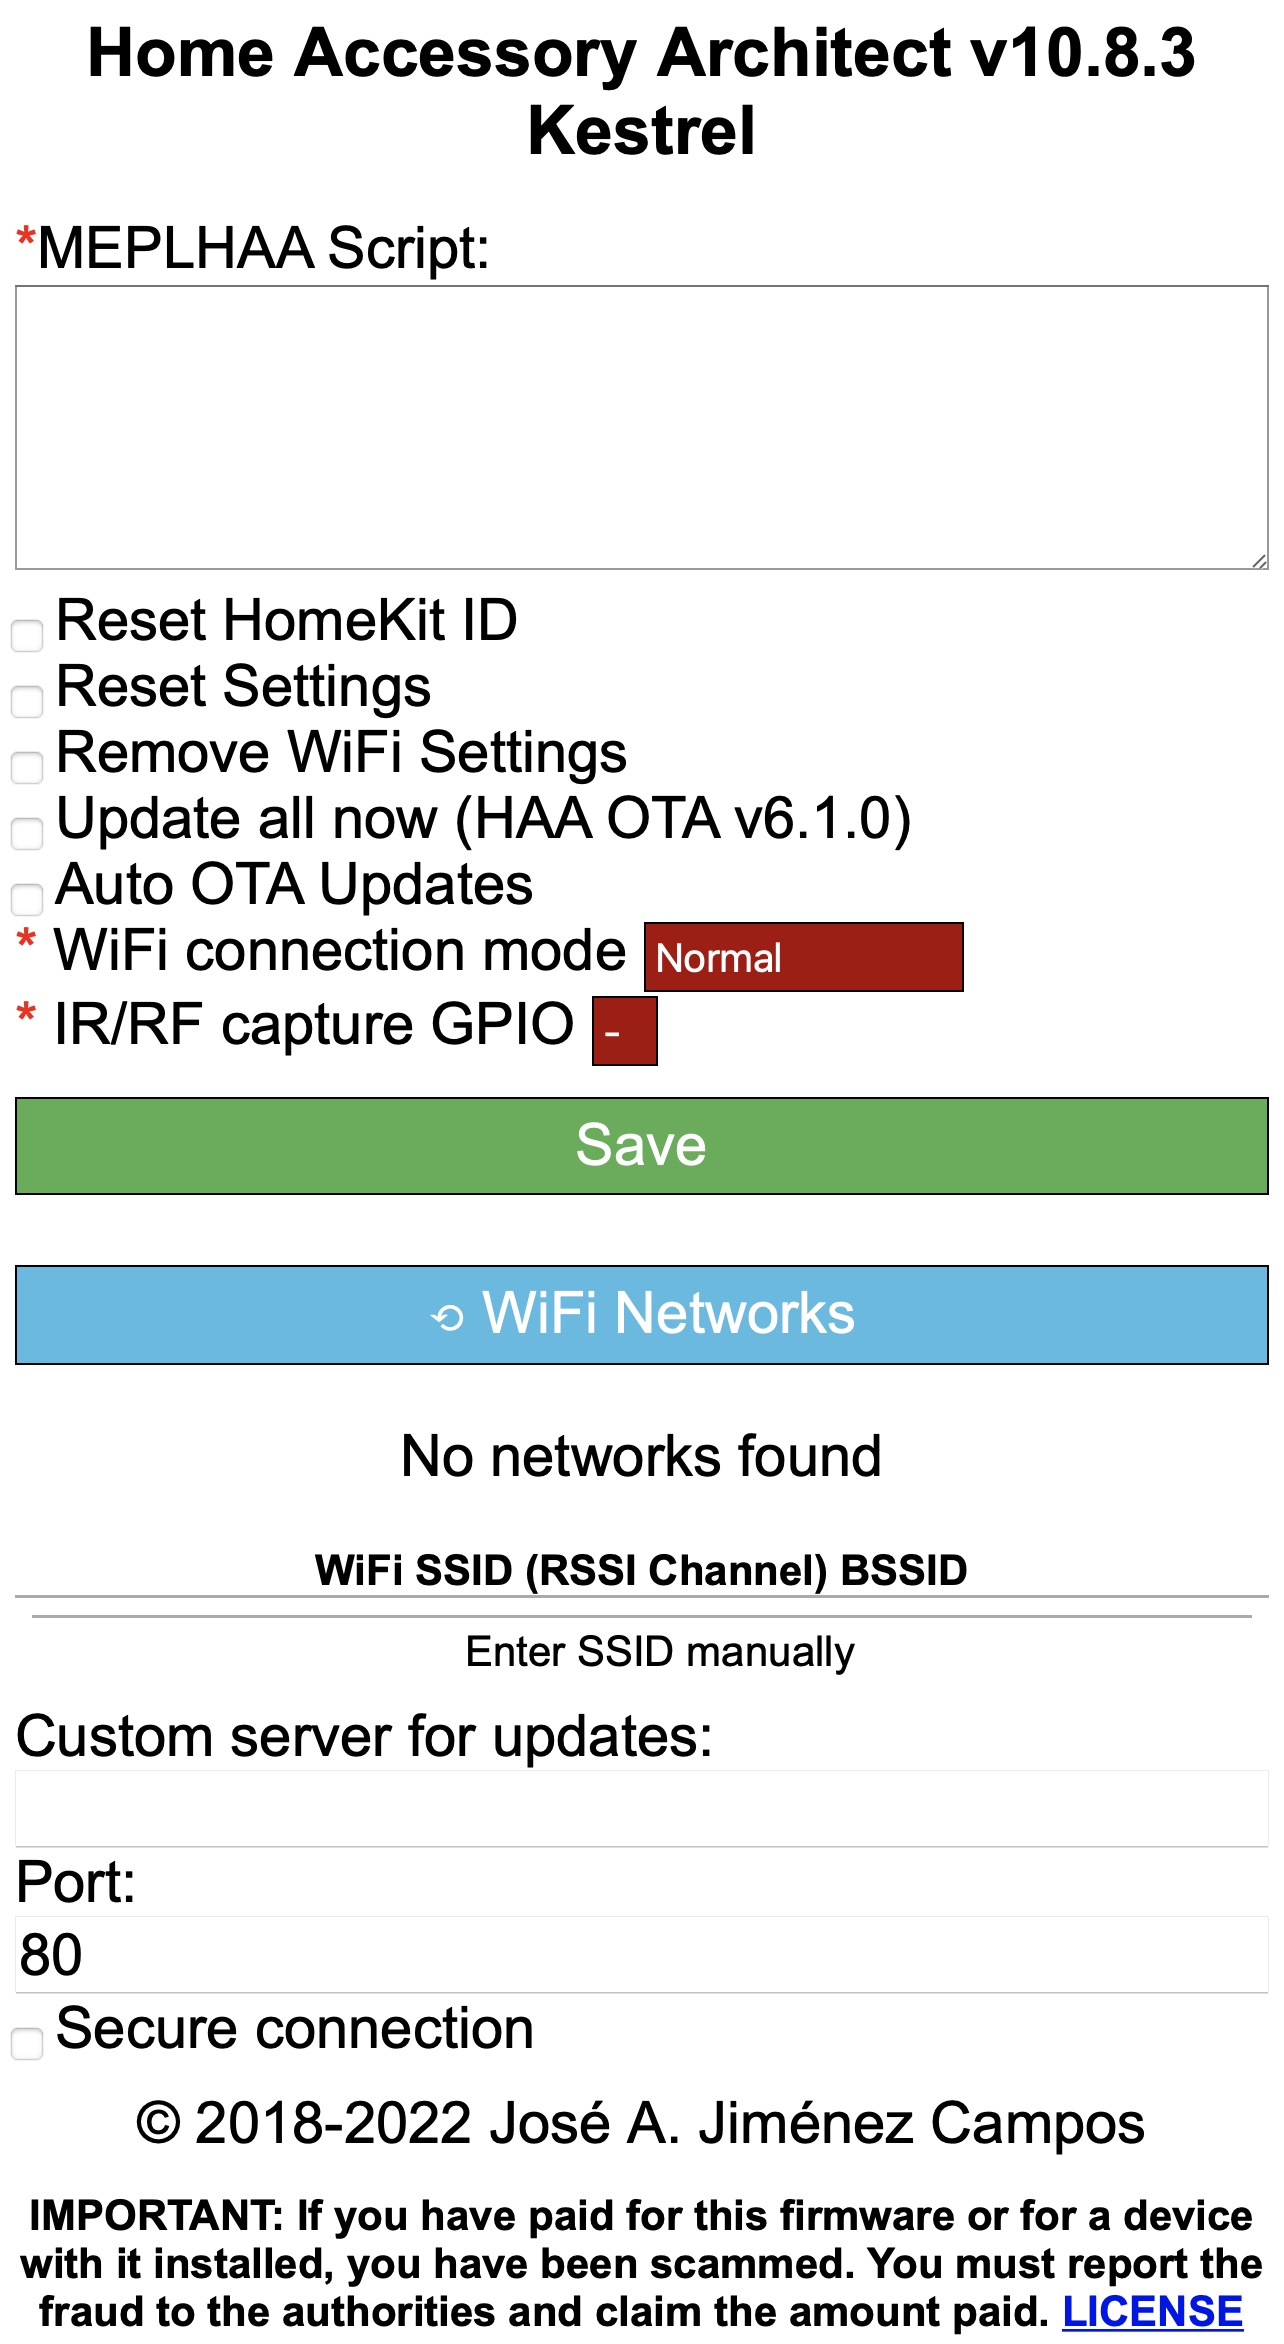 Home Accessory Architect v10.8.3
Kestrel
*MEPLHAA Script:
Reset HomeKit ID
Reset Settings
Remove WiFi Settings
Update all now (HAA OTA v6.1.0)
Auto OTA Updates
* WiFi connection mode Normal
* IR/RF capture GPIO -
Save
⟲ WiFi Networks
No networks found
WiFi SSID (RSSI Channel) BSSID
Enter SSID manually
Custom server for updates:
Port:
80
Secure connection
© 2018-2022 José A. Jiménez Campos
IMPORTANT: If you have paid for this firmware or for a device
with it installed, you have been scammed. You must report the
fraud to the authorities and claim the amount paid. LICENSE